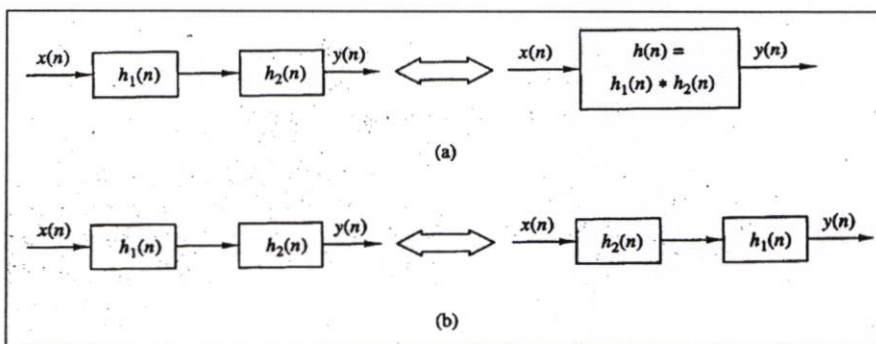 x(n) h₁(n) h₂(n) y(n) x(n) h(n) = y(n)
h₁(n) * h₂(n)
(a)
x(n) h₁(n) h₂(n) y(n) x(n) h₂(n) h₁(n) y(n)
(b)